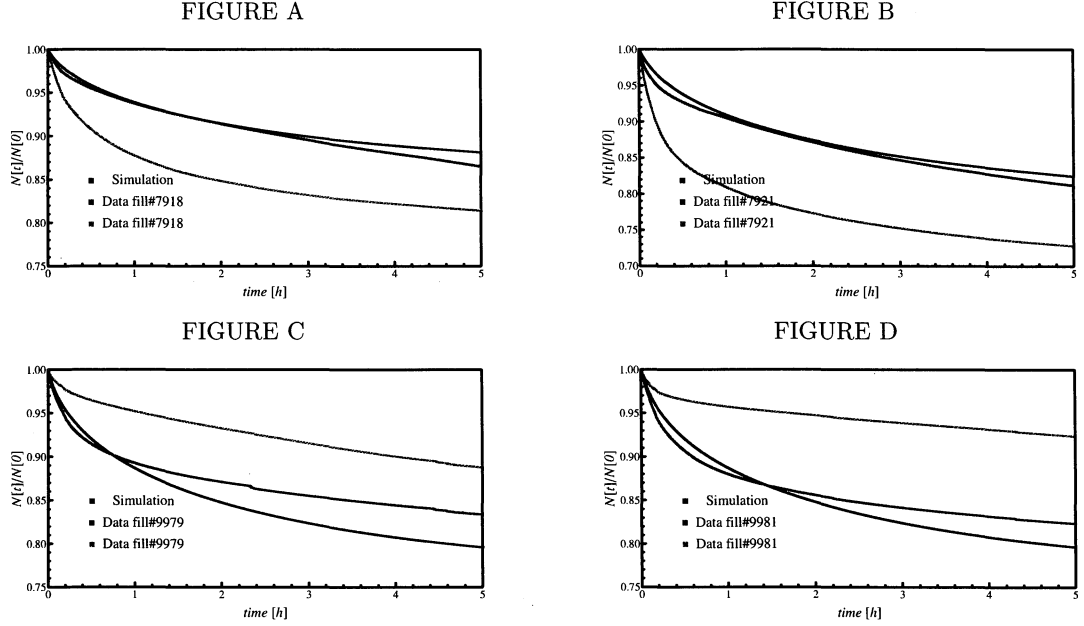 FIGURE A
FIGURE B
1.00
0.95
0.90
0.85
0.80
0.75
N[t]/N[0]
Simulation
Data fill#7918
Data fill#7918
0 1 2 3 4 5
time [h]
1.00
0.95
0.90
0.85
0.80
0.75
0.70
N[t]/N[0]
Simulation
Data fill#7921
Data fill#7921
0 1 2 3 4 5
time [h]
FIGURE C
FIGURE D
1.00
0.95
0.90
0.85
0.80
0.75
N[t]/N[0]
Simulation
Data fill#9979
Data fill#9979
0 1 2 3 4 5
time [h]
1.00
0.95
0.90
0.85
0.80
0.75
N[t]/N[0]
Simulation
Data fill#9981
Data fill#9981
0 1 2 3 4 5
time [h]